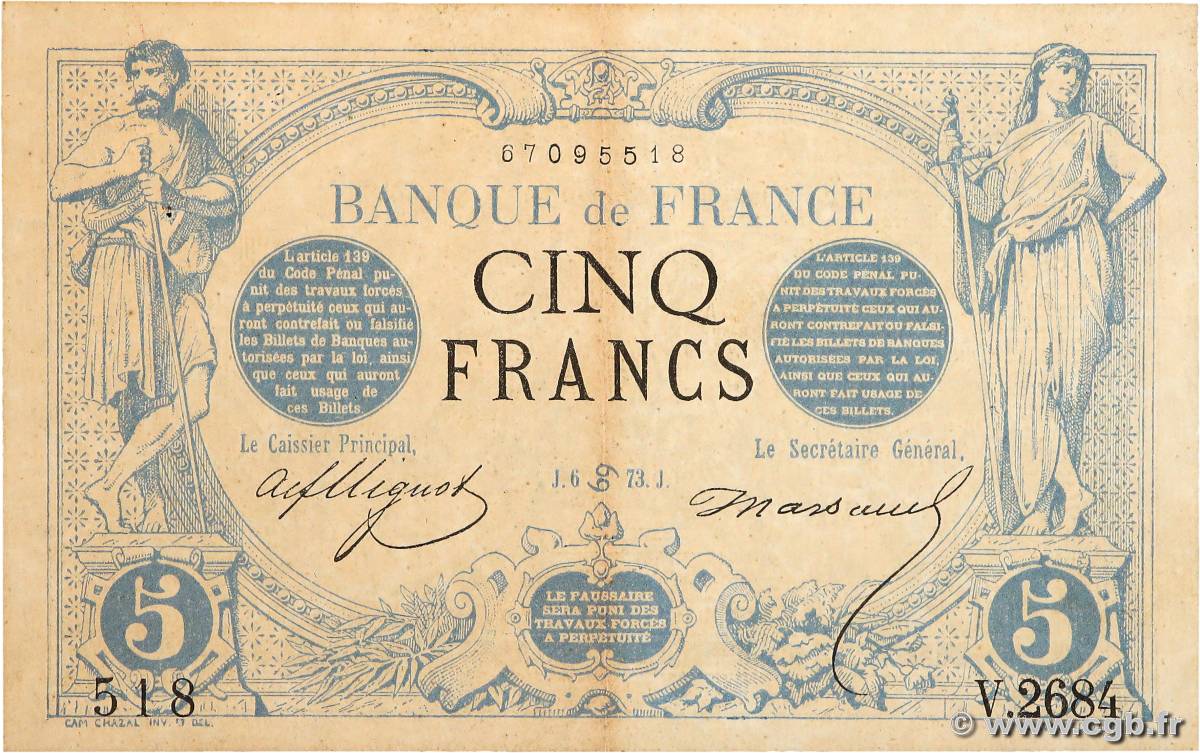 67095518
BANQUE de FRANCE
CINQ
FRANCS
L'article 139
du Code Pénal pu-
nit des travaux forcés
à perpétuité ceux qui au-
ront contrefait ou falsifié
les Billets de Banques au-
torisées par la loi, ainsi
que ceux qui auront
fait usage de
ces Billets.
L'ARTICLE 139
DU CODE PÉNAL PU-
NIT DES TRAVAUX FORCÉS
A PERPÉTUITÉ CEUX QUI AU-
RONT CONTREFAIT OU FALSI-
FIÉ LES BILLETS DE BANQUES
AUTORISÉES PAR LA LOI,
AINSI QUE CEUX QUI AU-
RONT FAIT USAGE DE
CES BILLETS.
Le Caissier Principal,
Le Secrétaire Général,
J. 6 69 73. J.
Marsaud
LE FAUSSAIRE
SERA PUNI DES
TRAVAUX FORCÉS
A PERPÉTUITÉ
5
5
518
V.2684
CAM CHAZAL INV. ET DEL.
© www.cgb.fr